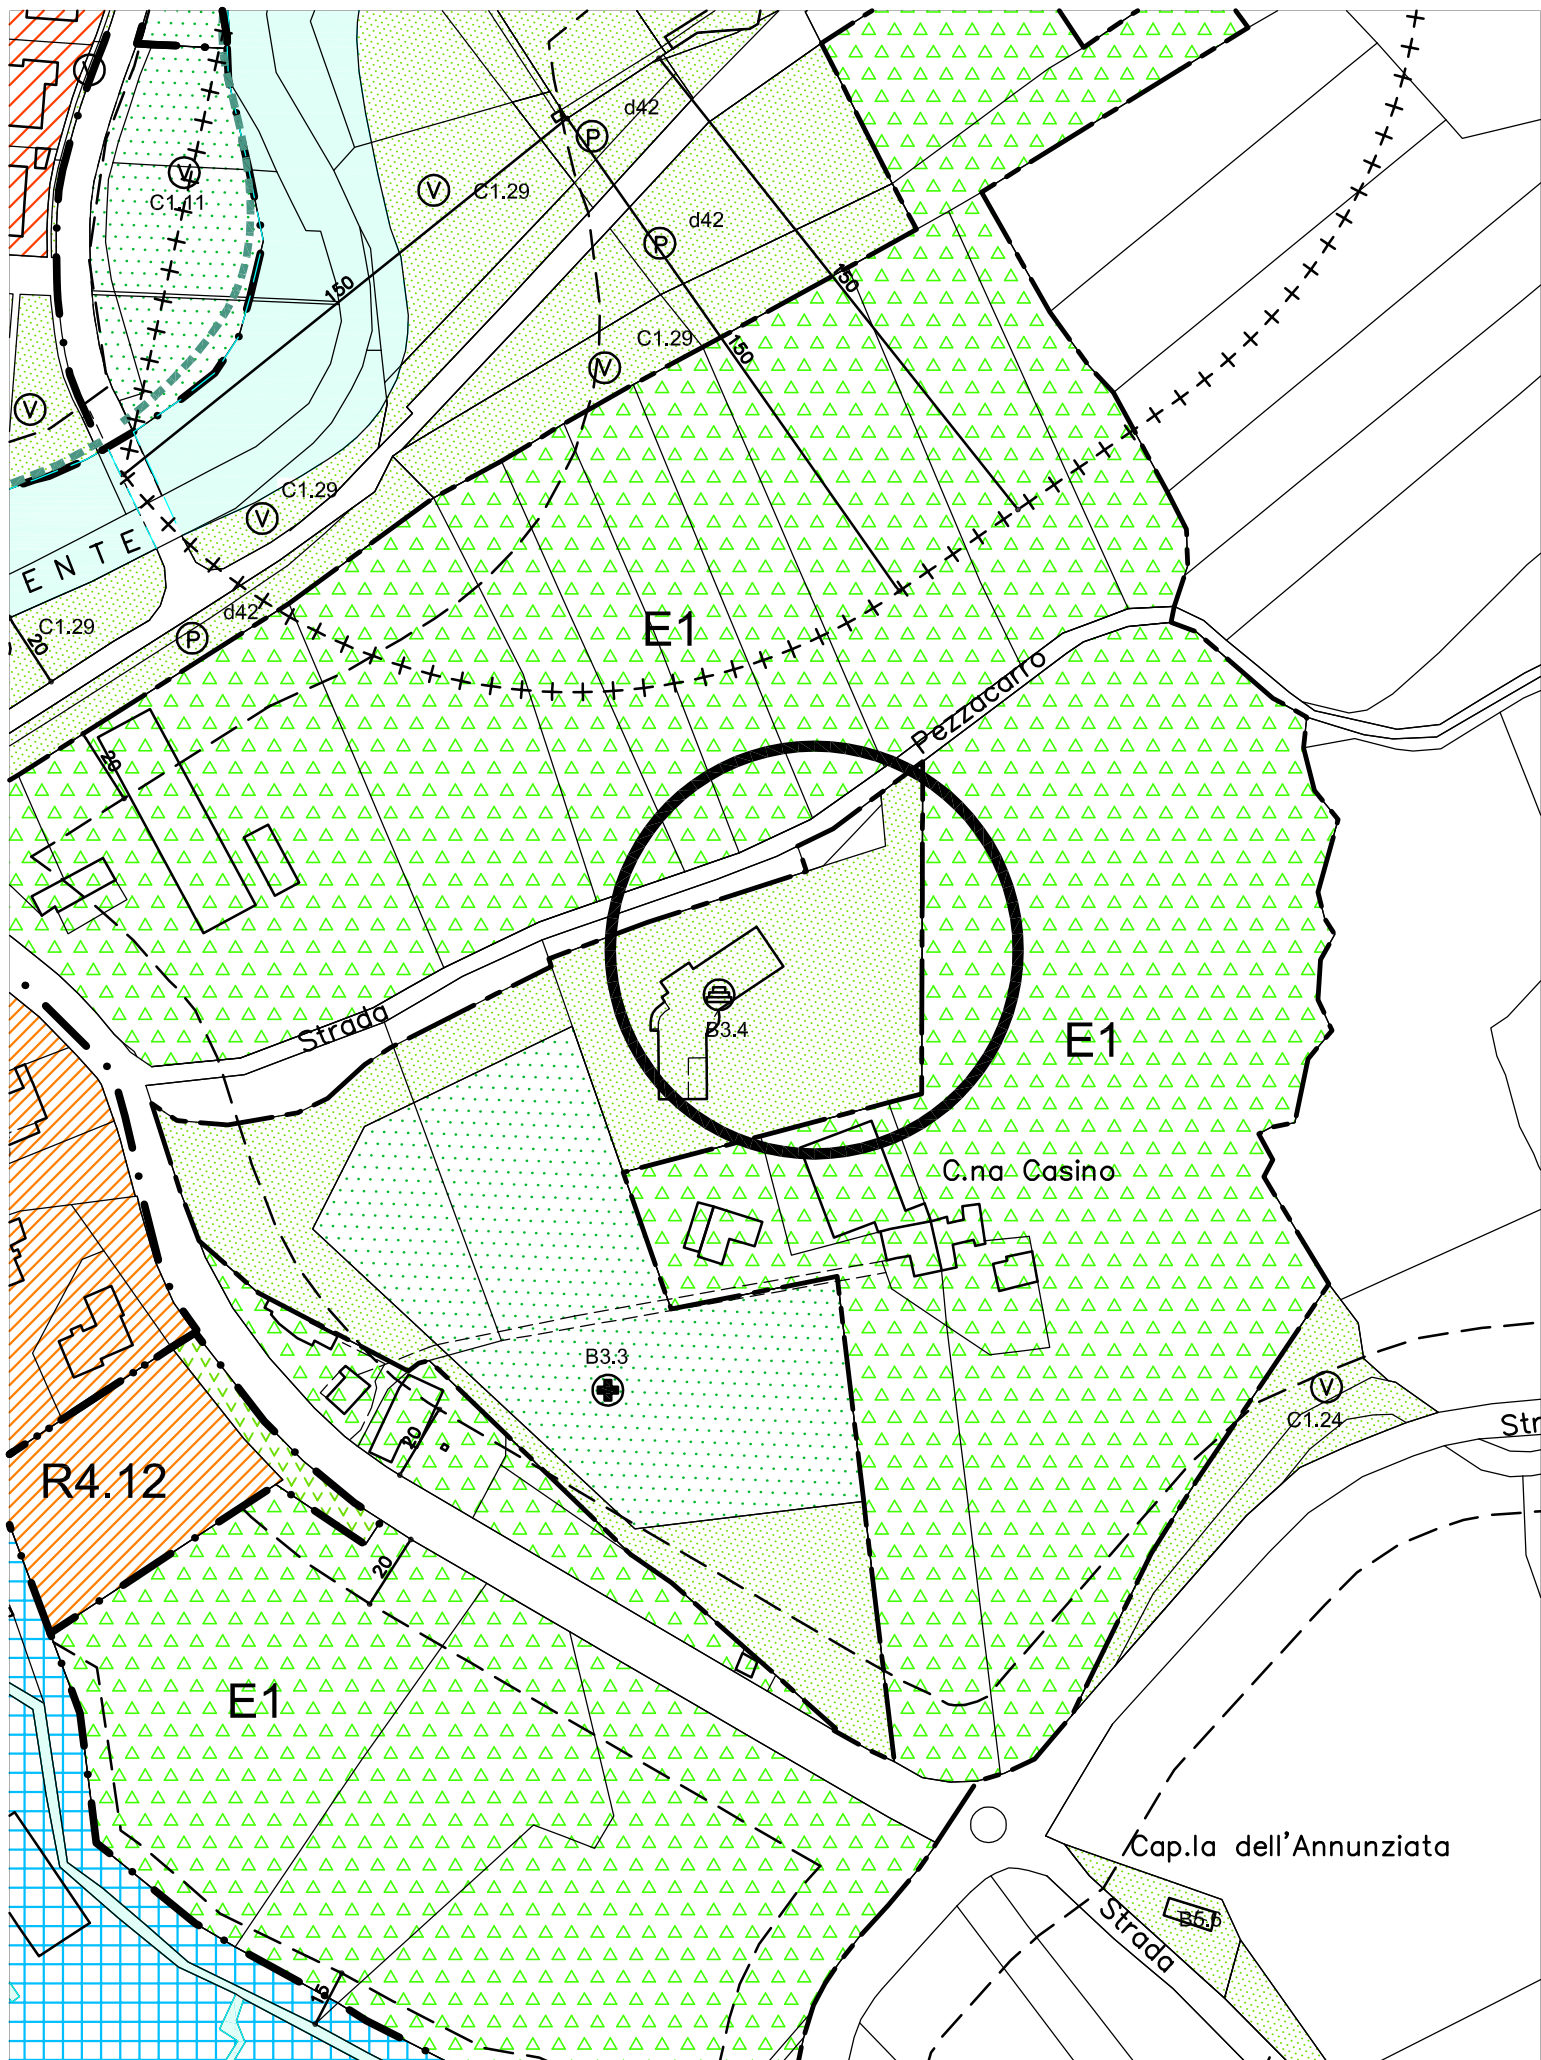 V
d42
P
V
C1.11
V
C1.29
d42
P
150
150
C1.29
150
V
V
C1.29
V
ENTE
d42
C1.29
20
P
E1
Pezzacarro
20
Strada
B3.4
E1
C.na Casino
B3.3
V
C1.24
Str
20
R4.12
20
E1
Cap.la dell'Annunziata
B5.6
Strada
15